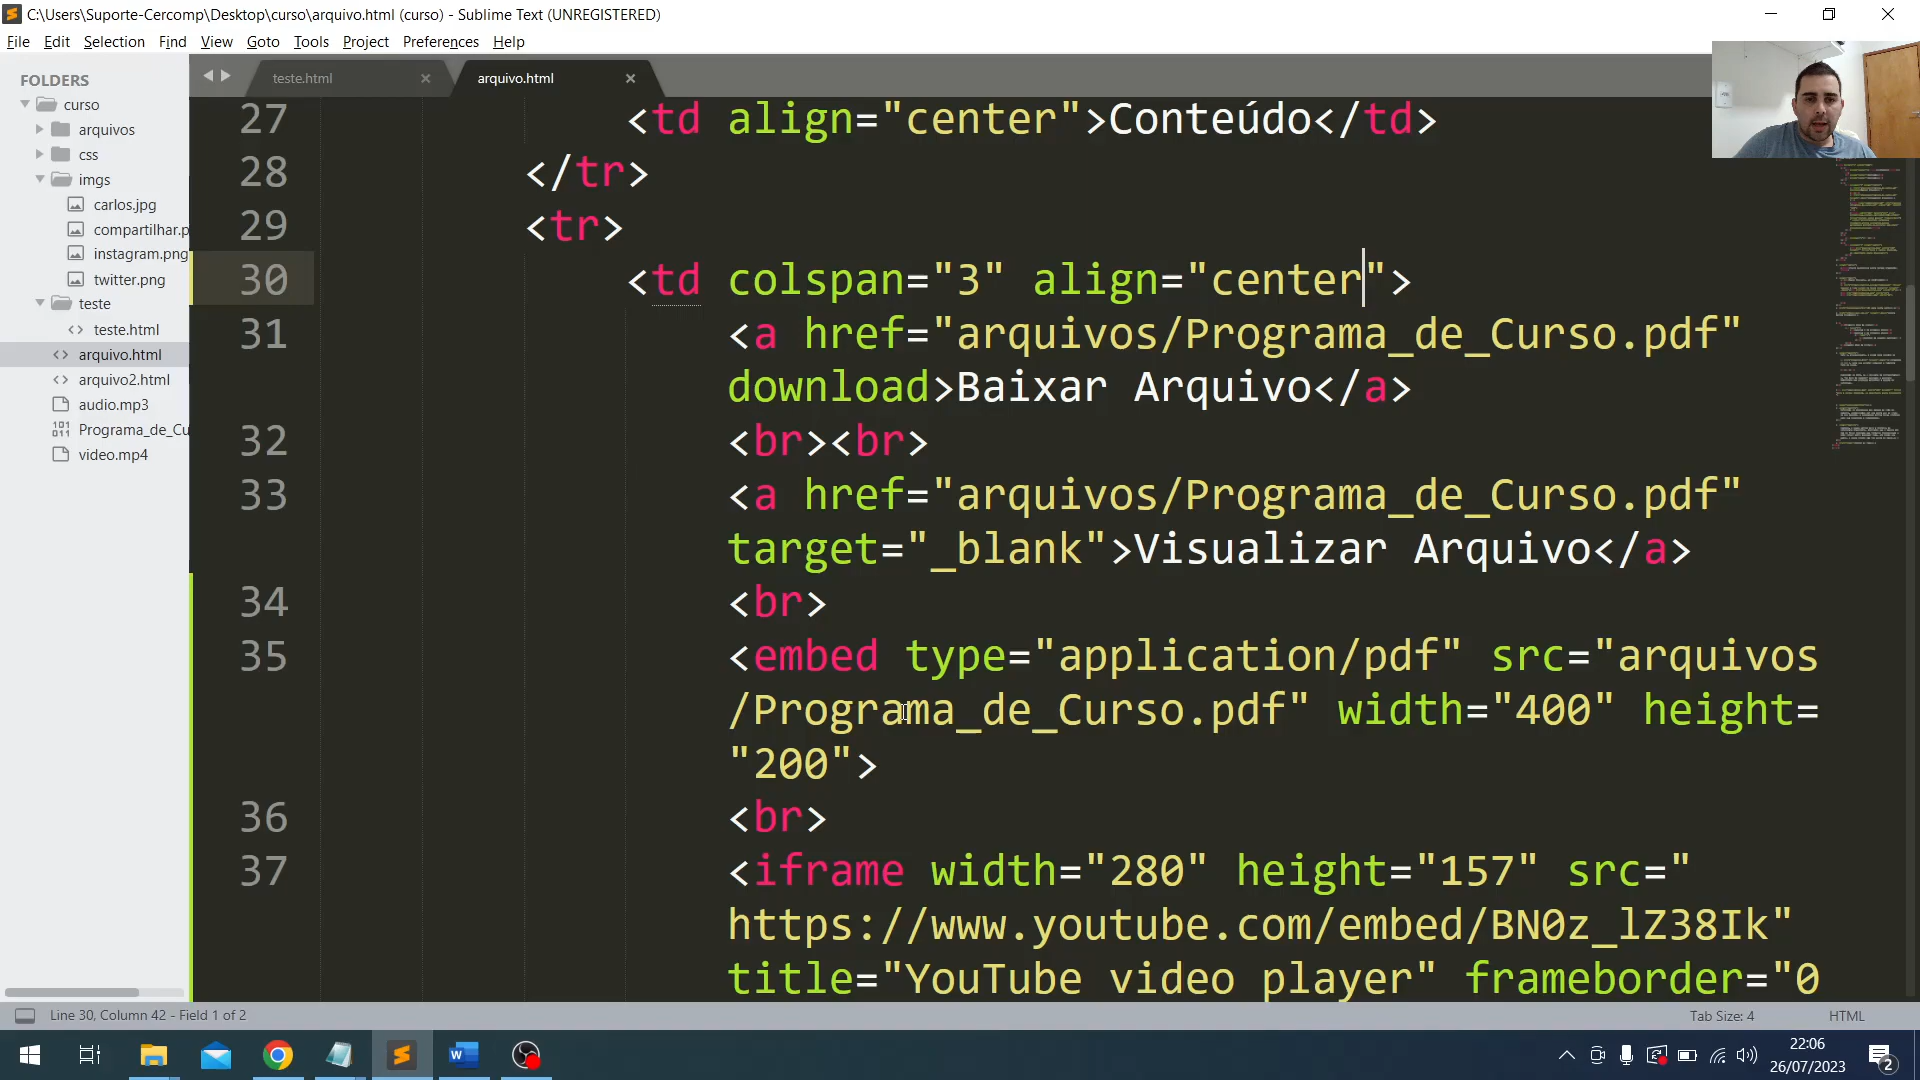 C:\Users\Suporte-Cercomp\Desktop\curso\arquivo.html (curso) - Sublime Text (UNREGISTERED)
File Edit Selection Find View Goto Tools Project Preferences Help
FOLDERS
curso
arquivos
css
imgs
carlos.jpg
compartilhar.p
instagram.png
twitter.png
teste
teste.html
arquivo.html
arquivo2.html
audio.mp3
Programa_de_Cu
video.mp4
teste.html
arquivo.html
27 <td align="center">Conteúdo</td>
28 </tr>
29 <tr>
30 <td colspan="3" align="center">
31 <a href="arquivos/Programa_de_Curso.pdf"
download>Baixar Arquivo</a>
32 <br><br>
33 <a href="arquivos/Programa_de_Curso.pdf"
target="_blank">Visualizar Arquivo</a>
34 <br>
35 <embed type="application/pdf" src="arquivos
/Programa_de_Curso.pdf" width="400" height=
"200">
36 <br>
37 <iframe width="280" height="157" src="
https://www.youtube.com/embed/BN0z_lZ38Ik"
title="YouTube video player" frameborder="0
Line 30, Column 42 - Field 1 of 2
Tab Size: 4
HTML
22:06
26/07/2023
2